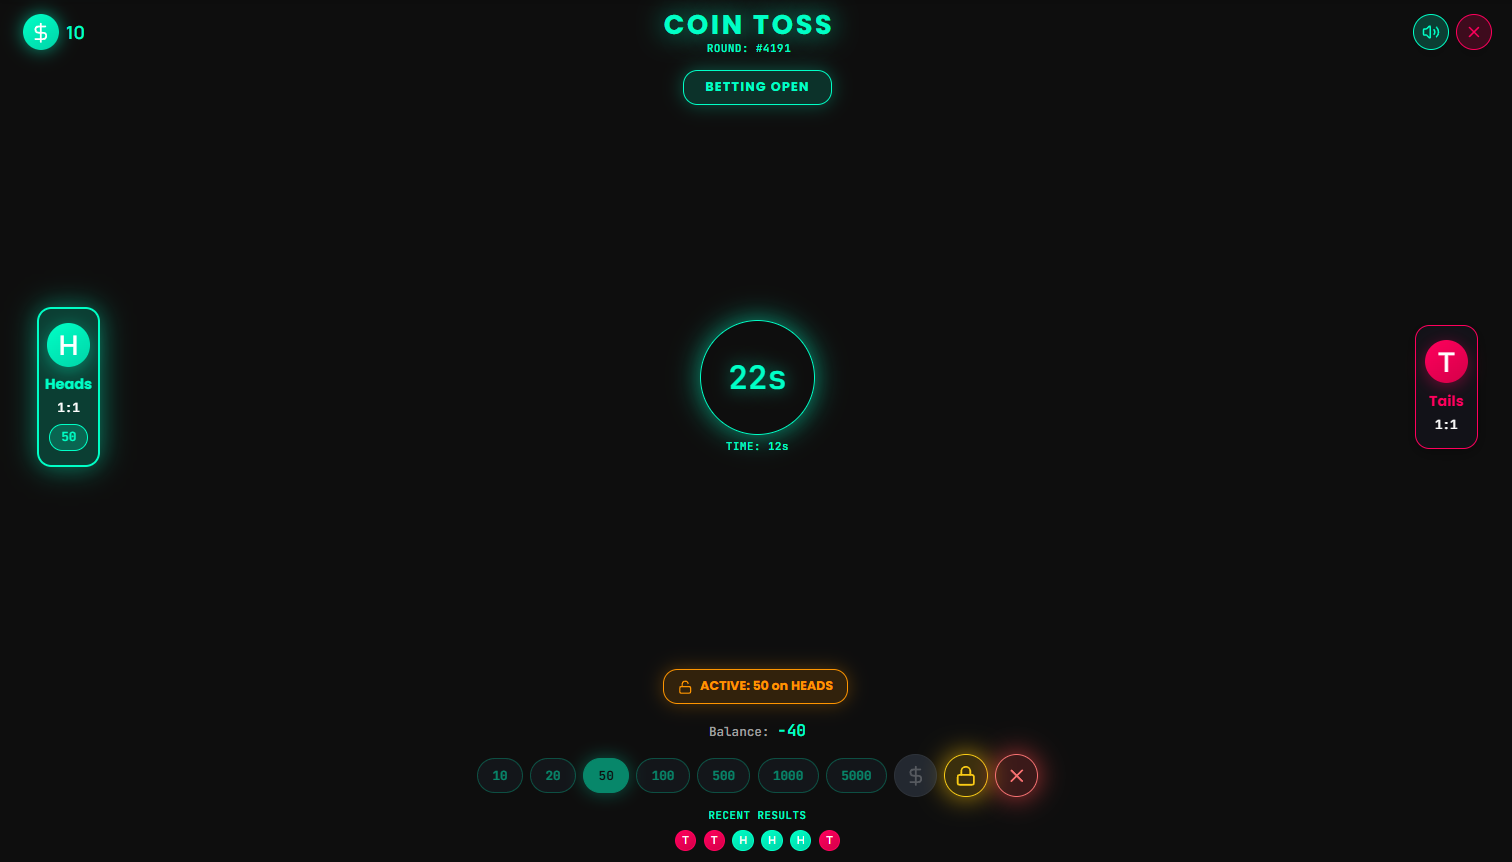 10
COIN TOSS
ROUND: #4191
BETTING OPEN
H
Heads
1:1
50
22s
TIME: 12s
T
Tails
1:1
ACTIVE: 50 on HEADS
Balance: -40
10 20 50 100 500 1000 5000 $
RECENT RESULTS
T T H H H T